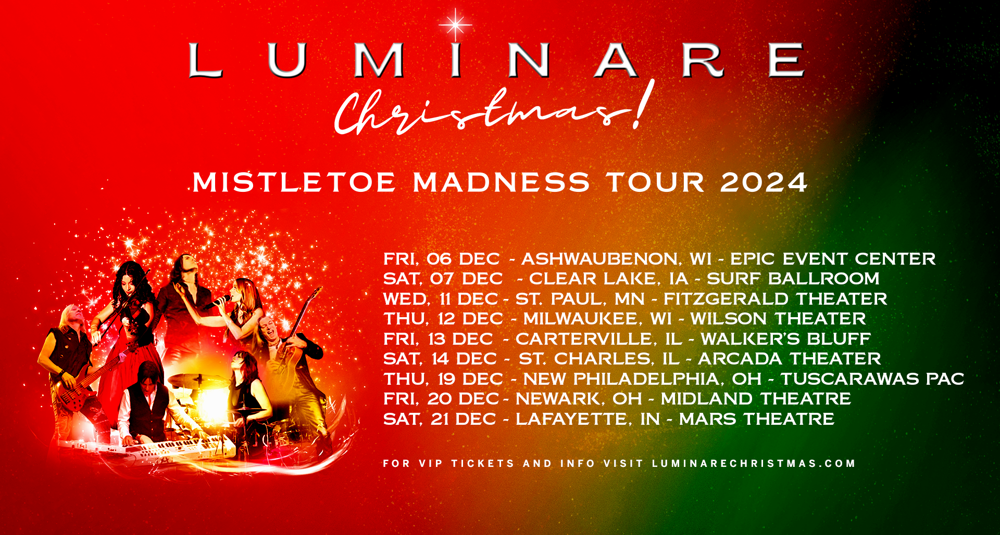 LUMINARE
Christmas!
MISTLETOE MADNESS TOUR 2024
FRI, 06 DEC - ASHWAUBENON, WI - EPIC EVENT CENTER
SAT, 07 DEC - CLEAR LAKE, IA - SURF BALLROOM
WED, 11 DEC - ST. PAUL, MN - FITZGERALD THEATER
THU, 12 DEC - MILWAUKEE, WI - WILSON THEATER
FRI, 13 DEC - CARTERVILLE, IL - WALKER'S BLUFF
SAT, 14 DEC - ST. CHARLES, IL - ARCADA THEATER
THU, 19 DEC - NEW PHILADELPHIA, OH - TUSCARAWAS PAC
FRI, 20 DEC - NEWARK, OH - MIDLAND THEATRE
SAT, 21 DEC - LAFAYETTE, IN - MARS THEATRE
FOR VIP TICKETS AND INFO VISIT LUMINARECHRISTMAS.COM